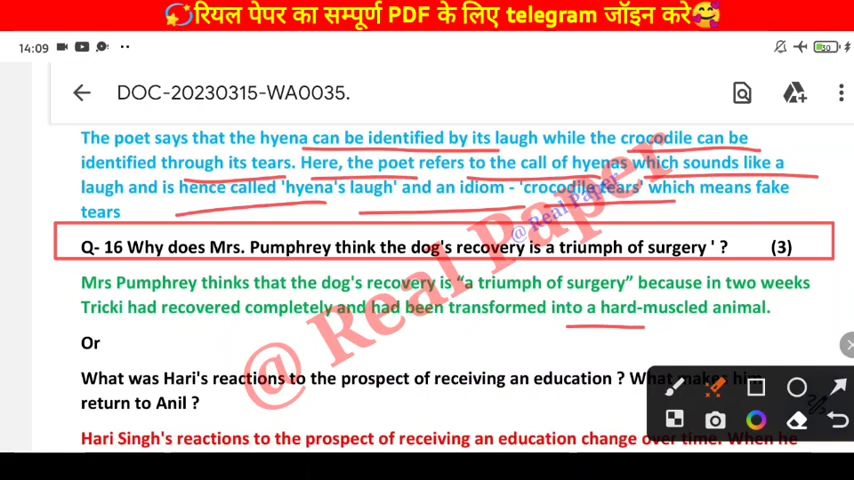 💫रियल पेपर का सम्पूर्ण PDF के लिए telegram जॉइन करे🥰
14:09
30
DOC-20230315-WA0035.
The poet says that the hyena can be identified by its laugh while the crocodile can be
identified through its tears. Here, the poet refers to the call of hyenas which sounds like a
laugh and is hence called 'hyena's laugh' and an idiom - 'crocodile tears' which means fake
tears
@ Real Paper
Q- 16 Why does Mrs. Pumphrey think the dog's recovery is a triumph of surgery ' ? (3)
Mrs Pumphrey thinks that the dog's recovery is “a triumph of surgery” because in two weeks
Tricki had recovered completely and had been transformed into a hard-muscled animal.
@ Real Paper
Or
What was Hari's reactions to the prospect of receiving an education ? What makes him
return to Anil ?
Hari Singh's reactions to the prospect of receiving an education change over time. When he